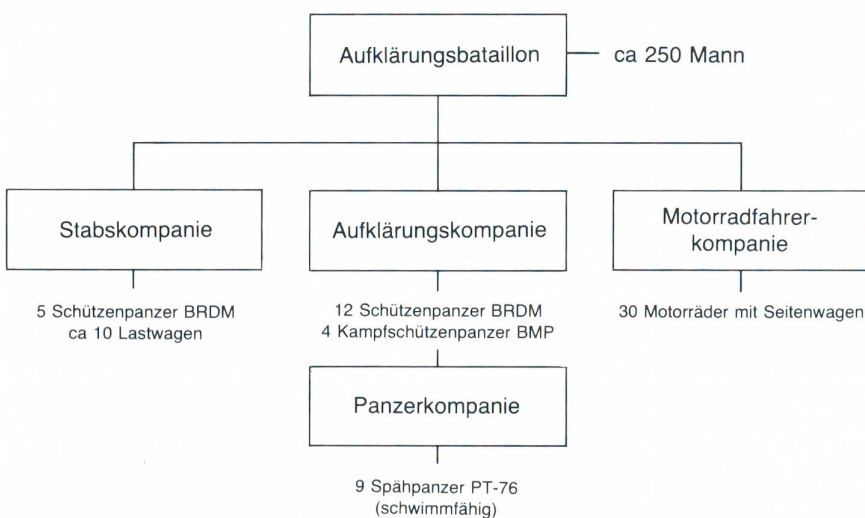 Aufklärungsbataillon
ca 250 Mann
Stabskompanie
Aufklärungskompanie
Motorradfahrer-
kompanie
5 Schützenpanzer BRDM
ca 10 Lastwagen
12 Schützenpanzer BRDM
4 Kampfschützenpanzer BMP
30 Motorräder mit Seitenwagen
Panzerkompanie
9 Spähpanzer PT-76
(schwimmfähig)